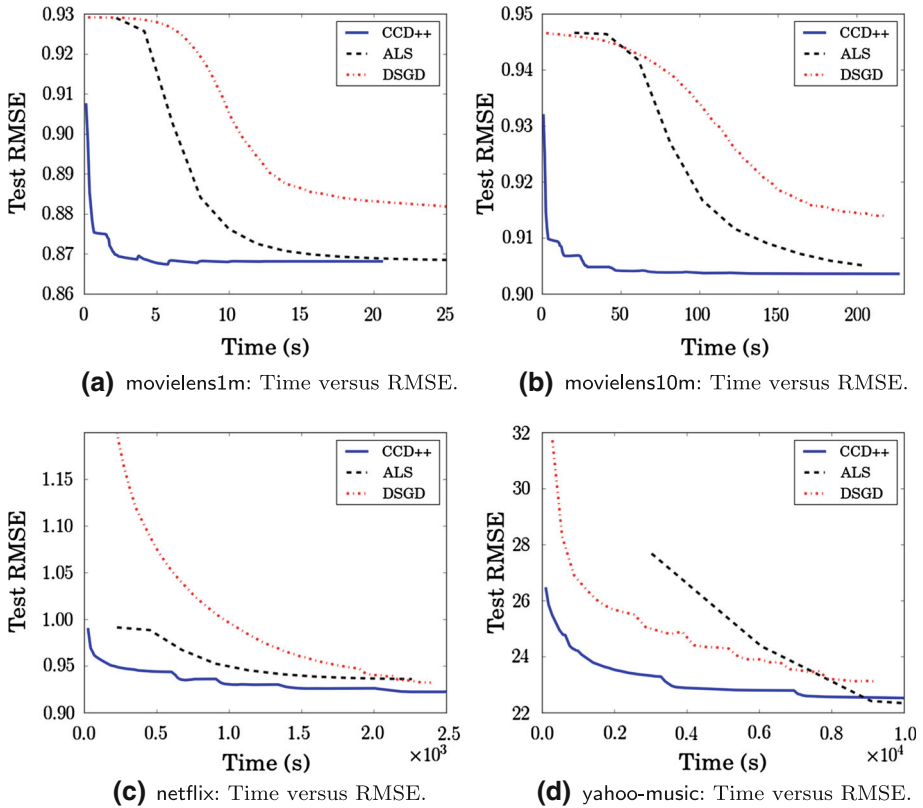 0.93
0.92
0.91
0.90
0.89
0.88
0.87
0.86
Test RMSE
CCD++
ALS
DSGD
0 5 10 15 20 25
Time (s)
(a) movielens1m: Time versus RMSE.
0.95
0.94
0.93
0.92
0.91
0.90
Test RMSE
CCD++
ALS
DSGD
0 50 100 150 200
Time (s)
(b) movielens10m: Time versus RMSE.
1.15
1.10
1.05
1.00
0.95
0.90
Test RMSE
CCD++
ALS
DSGD
0.0 0.5 1.0 1.5 2.0 2.5
×10³
Time (s)
(c) netflix: Time versus RMSE.
32
30
28
26
24
22
Test RMSE
CCD++
ALS
DSGD
0.0 0.2 0.4 0.6 0.8 1.0
×10⁴
Time (s)
(d) yahoo-music: Time versus RMSE.